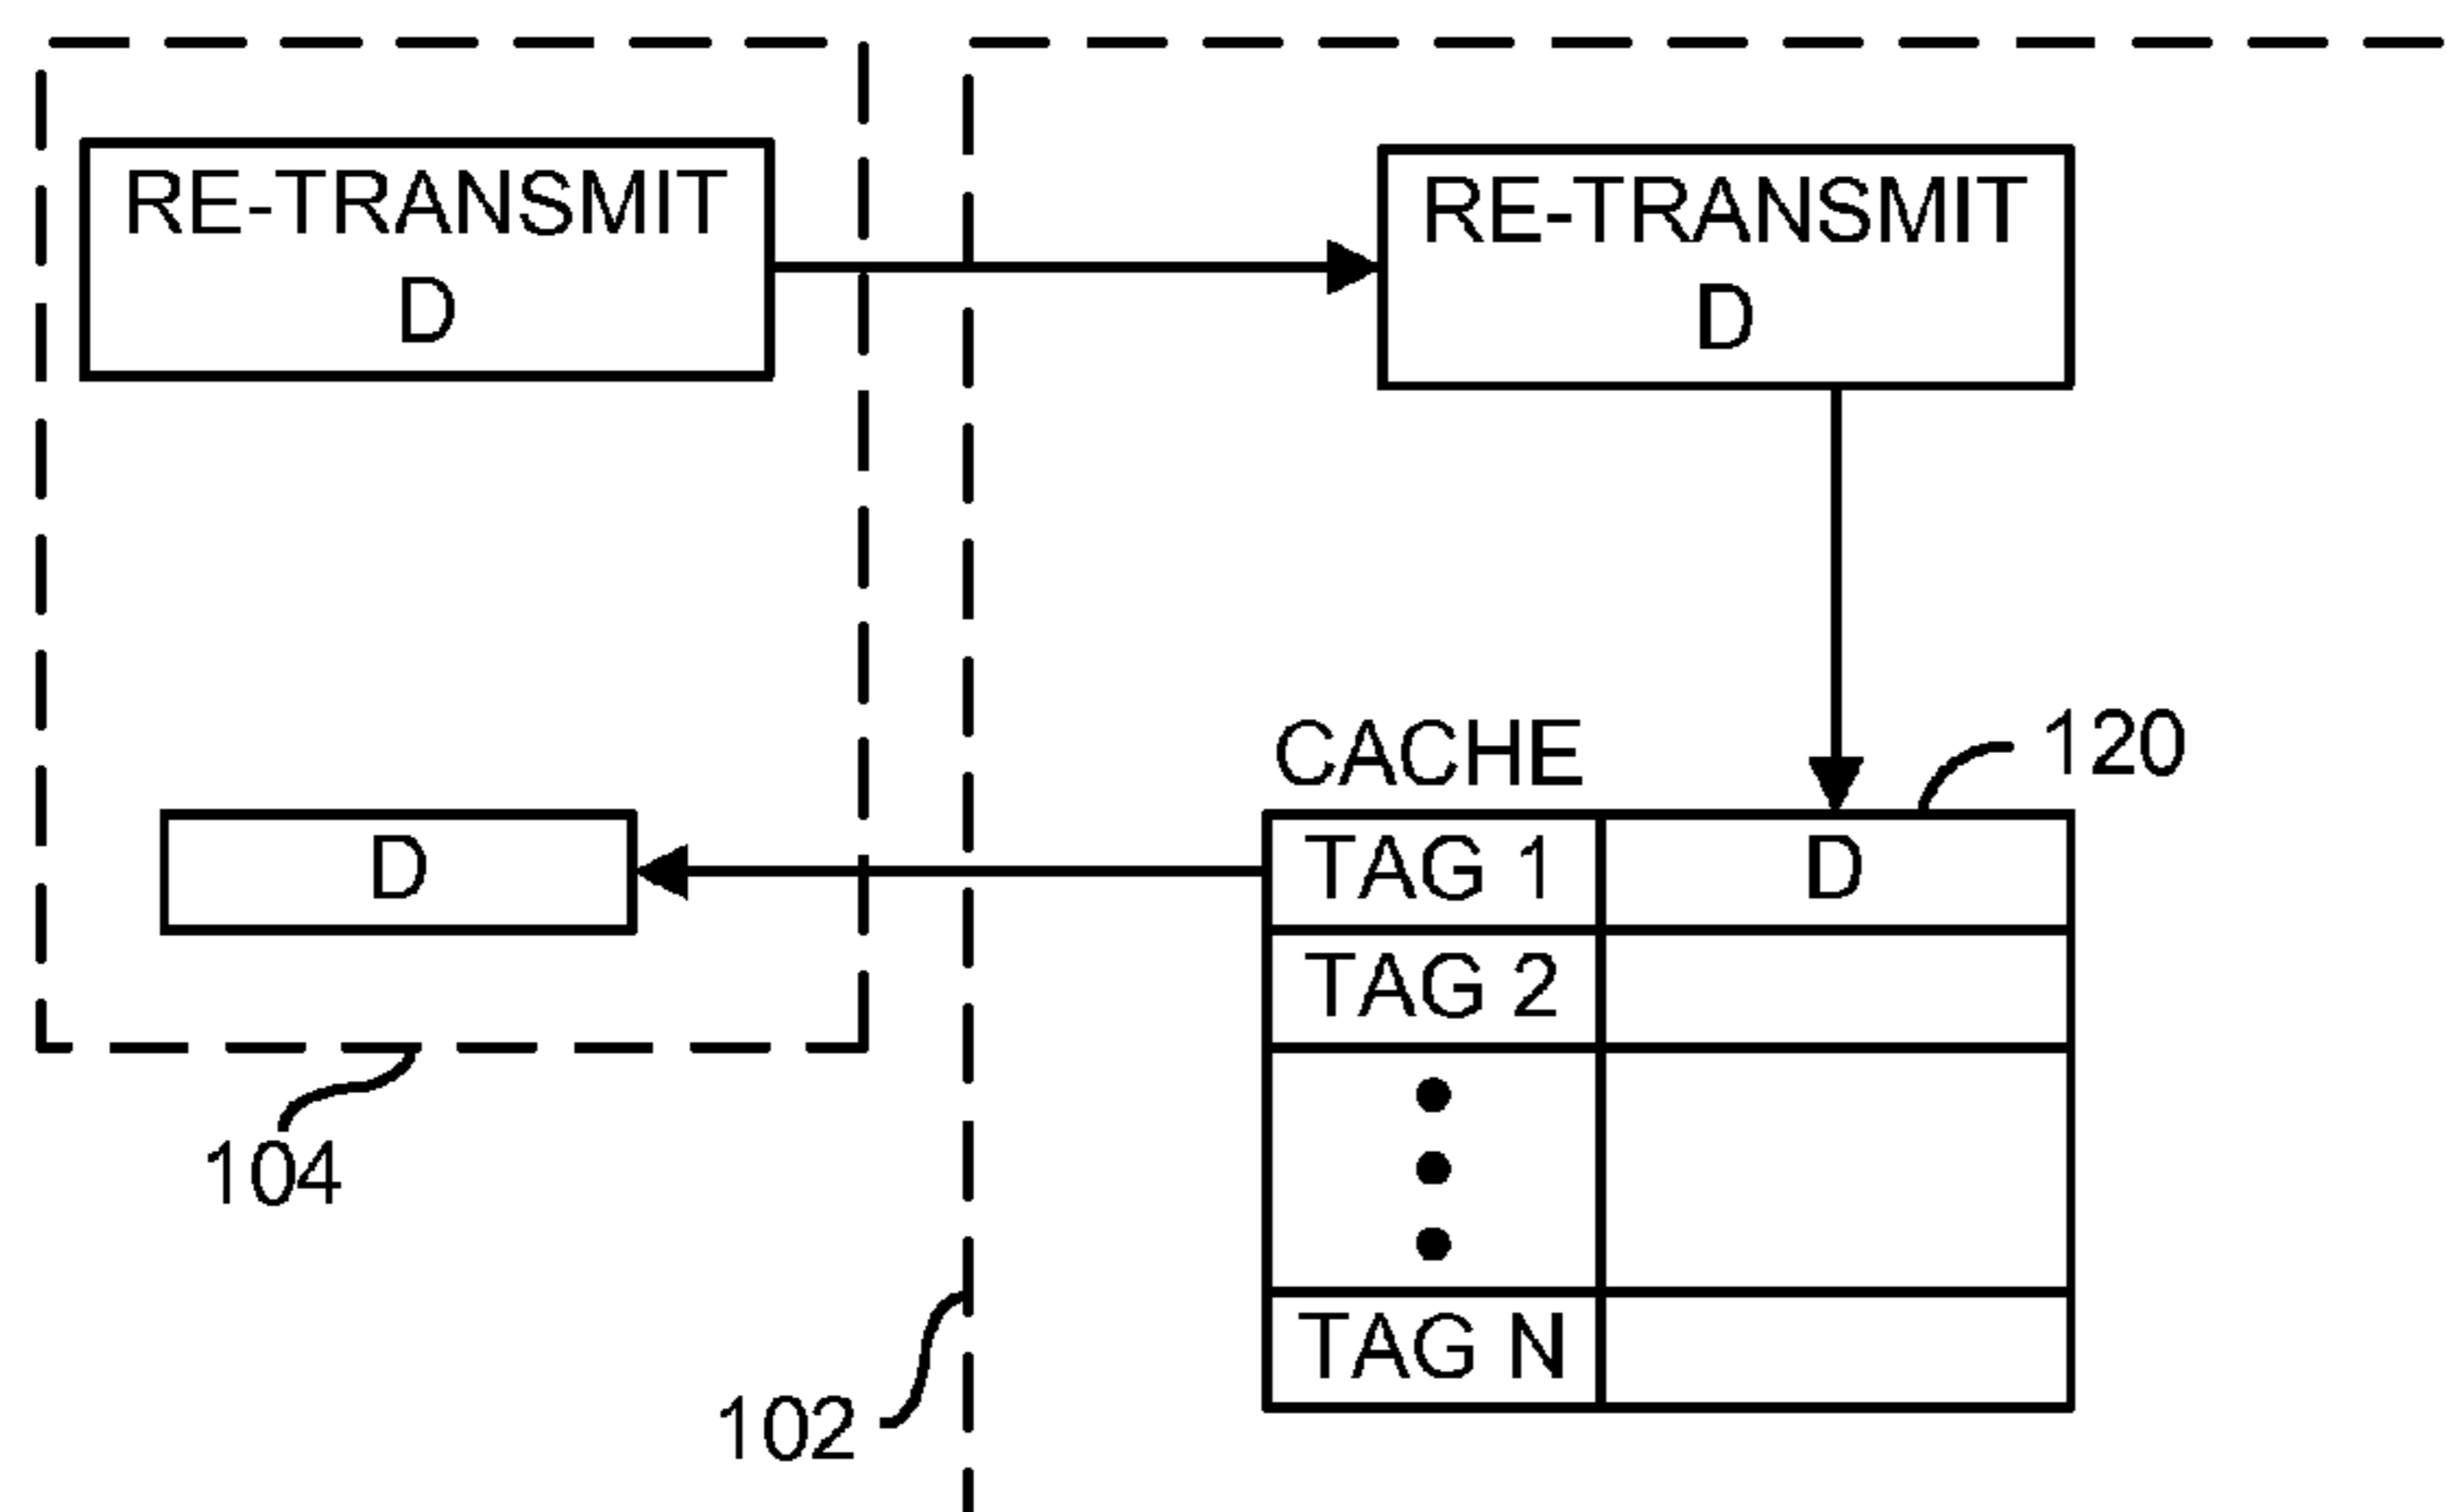 RE-TRANSMIT
D
RE-TRANSMIT
D
CACHE
120
D
TAG 1 D
TAG 2
TAG N
104
102